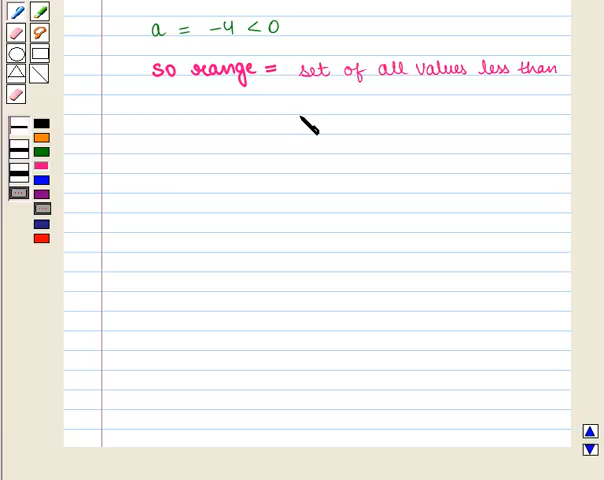 a = -4 < 0
so range = set of all values less than